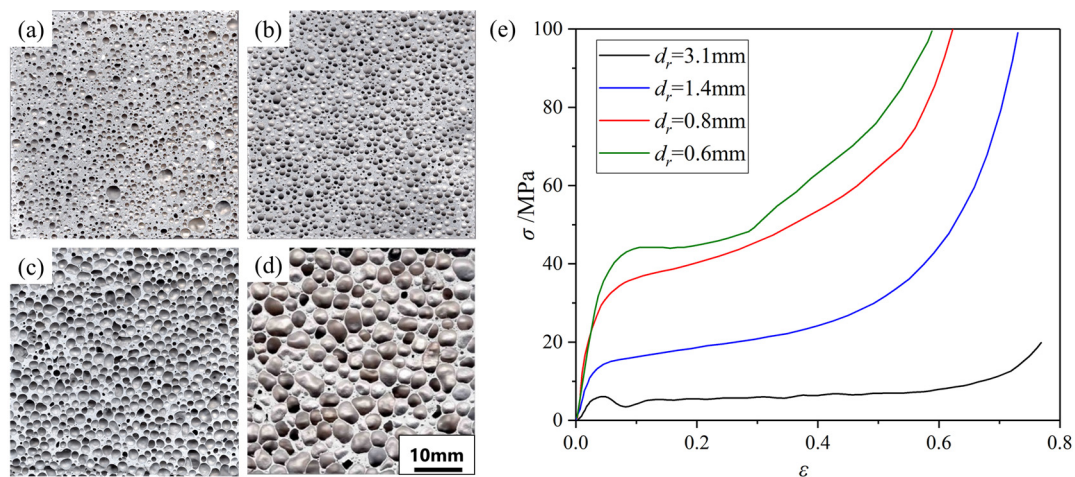 (a)
(b)
(c)
(d)
10mm
(e)
σ /MPa
100
80
60
40
20
0
d_r=3.1mm
d_r=1.4mm
d_r=0.8mm
d_r=0.6mm
0.0 0.2 0.4 0.6 0.8
ε